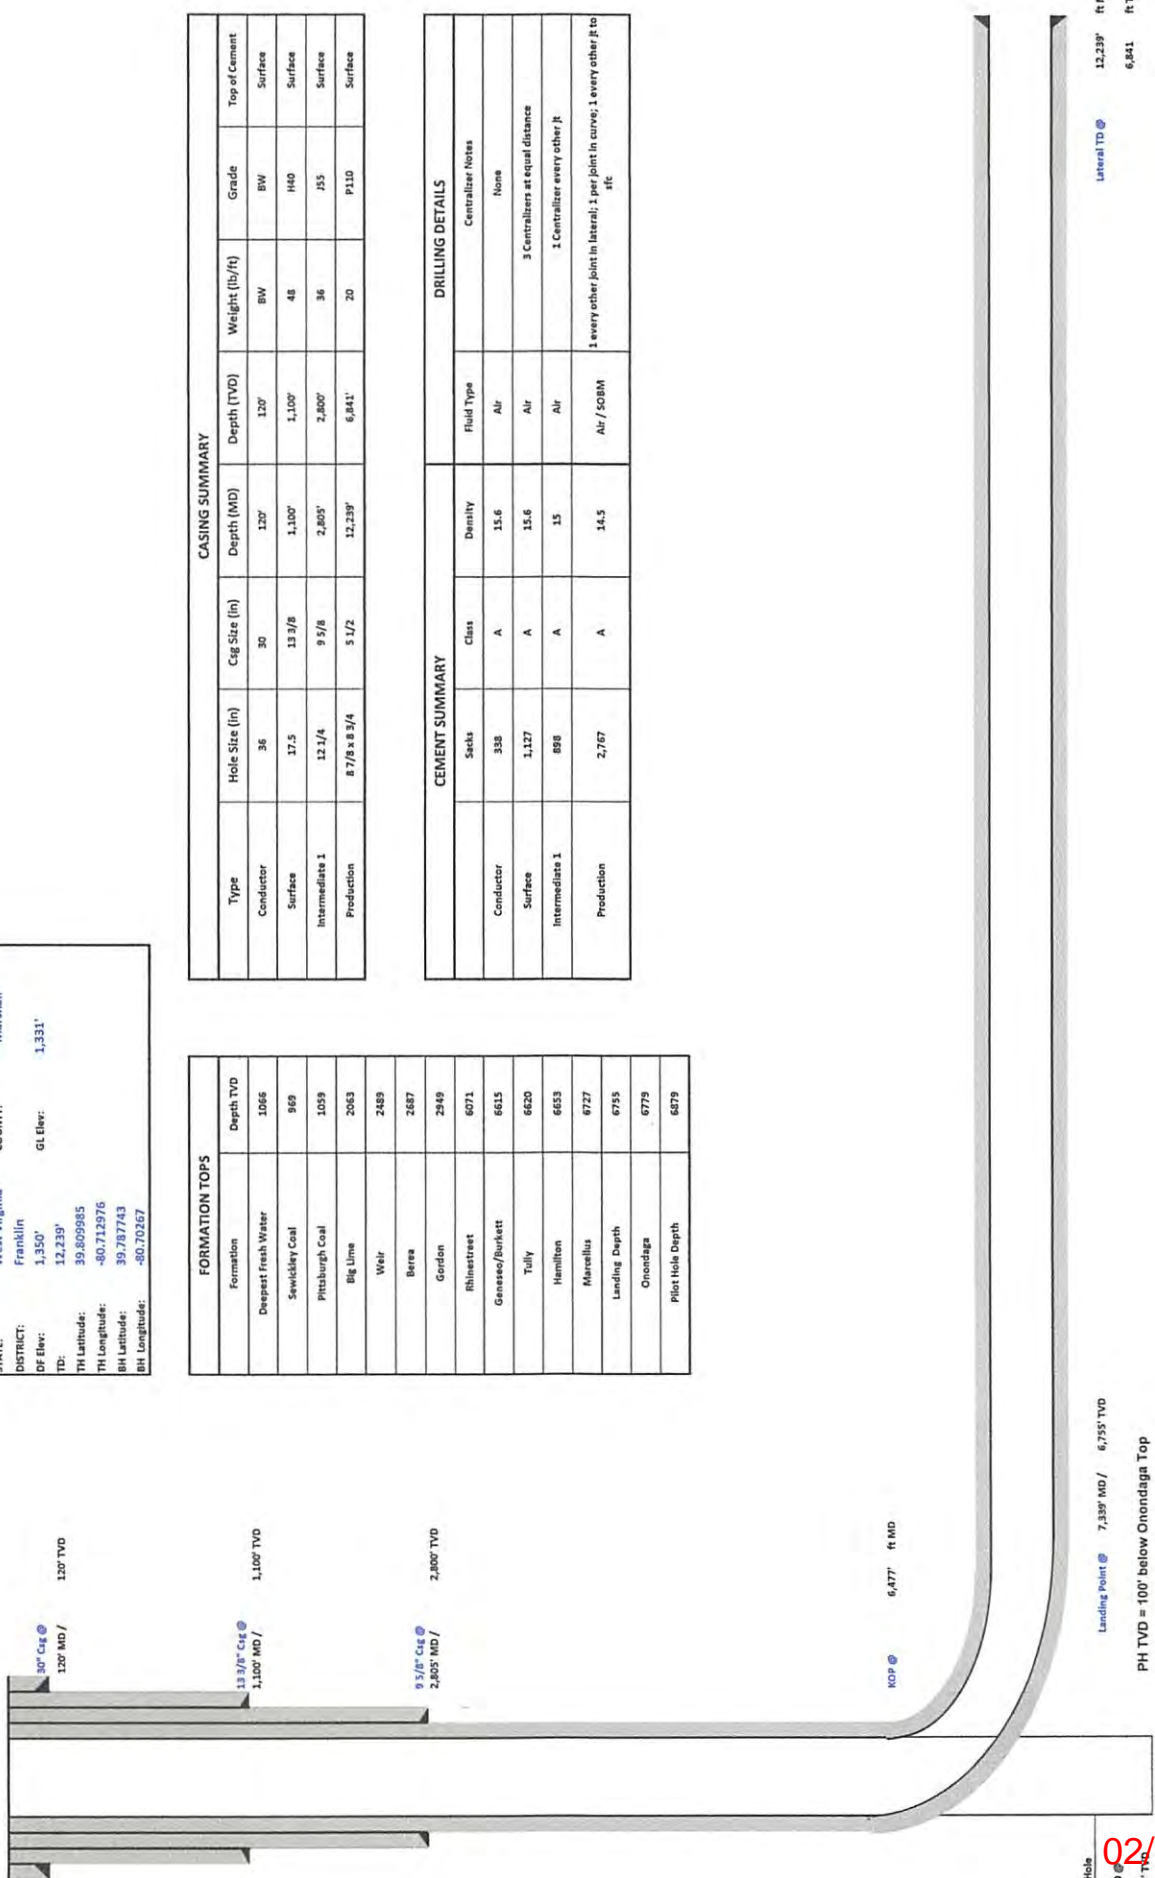 DISTRICT: Franklin
DF Elev: 1,350' GL Elev: 1,331'
TD: 12,239'
TH Latitude: 39.809985
TH Longitude: -80.712976
BH Latitude: 39.787743
BH Longitude: -80.70267
FORMATION TOPS
Formation Depth TVD
Deepest Fresh Water 1066
Sewickley Coal 969
Pittsburgh Coal 1059
Big Lime 2063
Weir 2489
Berea 2687
Gordon 2949
Rhinestreet 6071
Geneseo/Burkett 6615
Tully 6620
Hamilton 6653
Marcellus 6727
Landing Depth 6755
Onondaga 6779
Pilot Hole Depth 6879
CASING SUMMARY
Type Hole Size (in) Csg Size (in) Depth (MD) Depth (TVD) Weight (lb/ft) Grade Top of Cement
Conductor 36 30 120' 120' BW BW Surface
Surface 17.5 13 3/8 1,100' 1,100' 48 H40 Surface
Intermediate 1 12 1/4 9 5/8 2,805' 2,800' 36 J55 Surface
Production 8 7/8 x 8 3/4 5 1/2 12,239' 6,841' 20 P110 Surface
CEMENT SUMMARY DRILLING DETAILS
Sacks Class Density Fluid Type Centralizer Notes
Conductor 338 A 15.6 Air None
Surface 1,127 A 15.6 Air 3 Centralizers at equal distance
Intermediate 1 898 A 15 Air 1 Centralizer every other jt
Production 2,767 A 14.5 Air / SOBM 1 every other joint in lateral; 1 per joint in curve; 1 every other jt to
sfc
30" Csg @
120' MD / 120' TVD
13 3/8" Csg @
1,100' MD / 1,100' TVD
9 5/8" Csg @
2,805' MD / 2,800' TVD
KOP @ 6,477' ft MD
Landing Point @ 7,339' MD / 6,755' TVD
PH TVD = 100' below Onondaga Top
Lateral TD @ 12,239' ft
6,841 ft
Hole
@
' TVD
02/